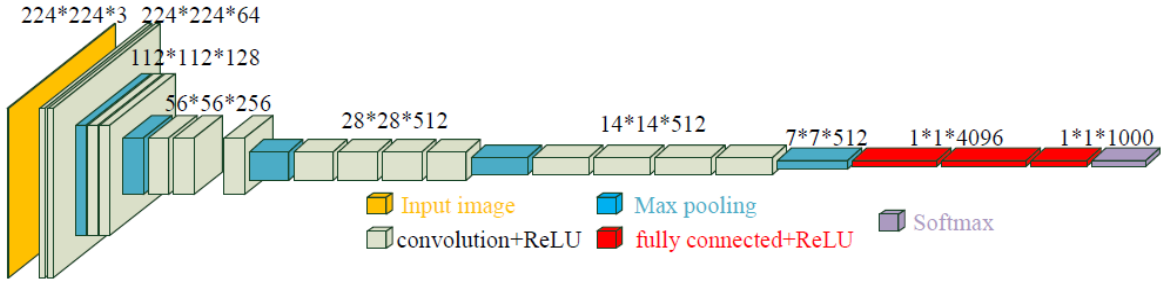 224*224*3
224*224*64
112*112*128
56*56*256
28*28*512
14*14*512
7*7*512
1*1*4096
1*1*1000
Input image
Max pooling
Softmax
convolution+ReLU
fully connected+ReLU